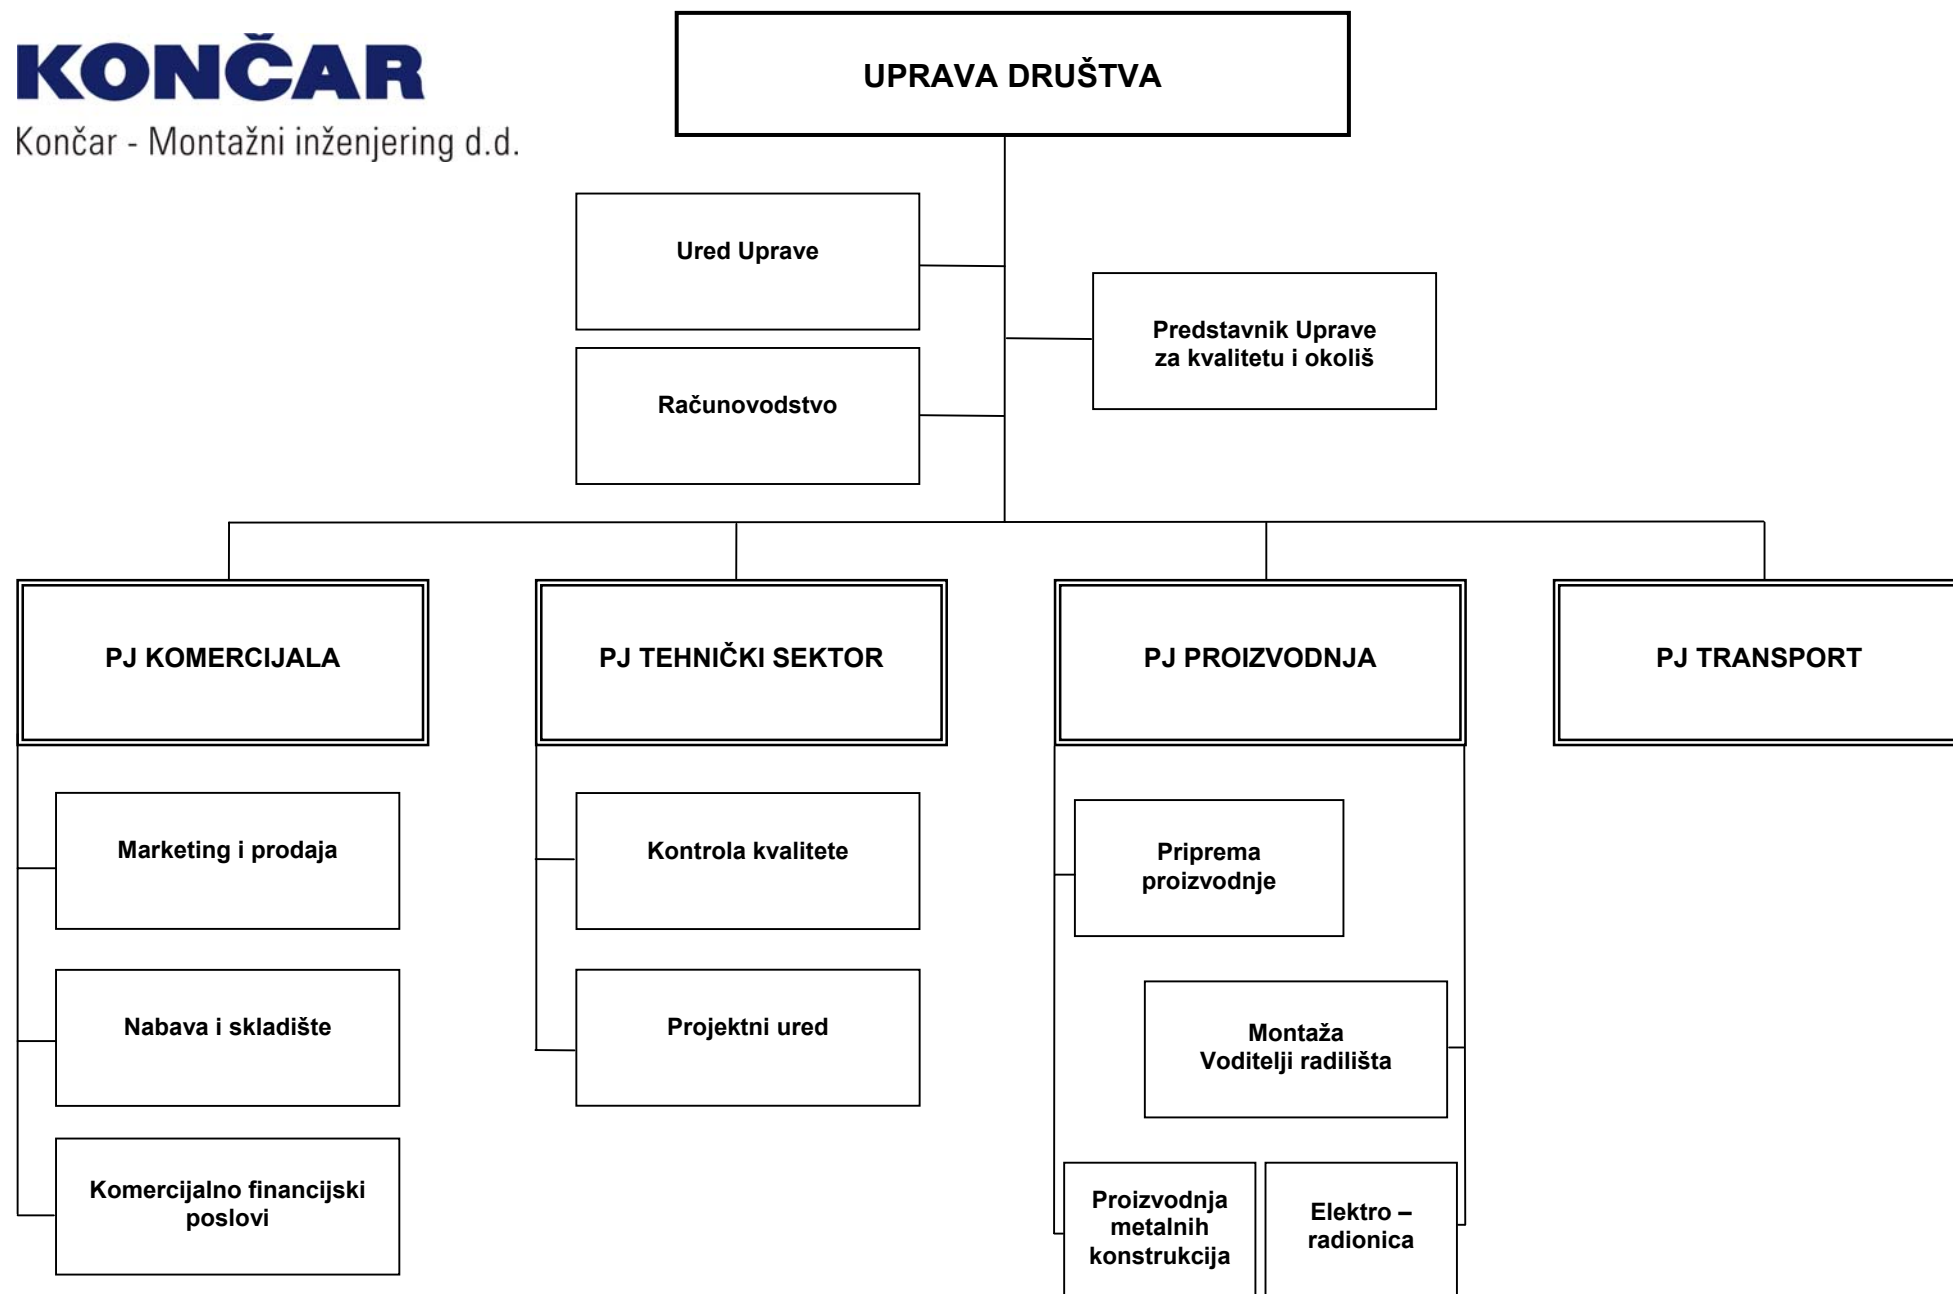 KONČAR
Končar - Montažni inženjering d.d.
UPRAVA DRUŠTVA
Ured Uprave
Predstavnik Uprave
za kvalitetu i okoliš
Računovodstvo
PJ KOMERCIJALA
PJ TEHNIČKI SEKTOR
PJ PROIZVODNJA
PJ TRANSPORT
Marketing i prodaja
Nabava i skladište
Komercijalno financijski
poslovi
Kontrola kvalitete
Projektni ured
Priprema
proizvodnje
Montaža
Voditelji radilišta
Proizvodnja
metalnih
konstrukcija
Elektro –
radionica